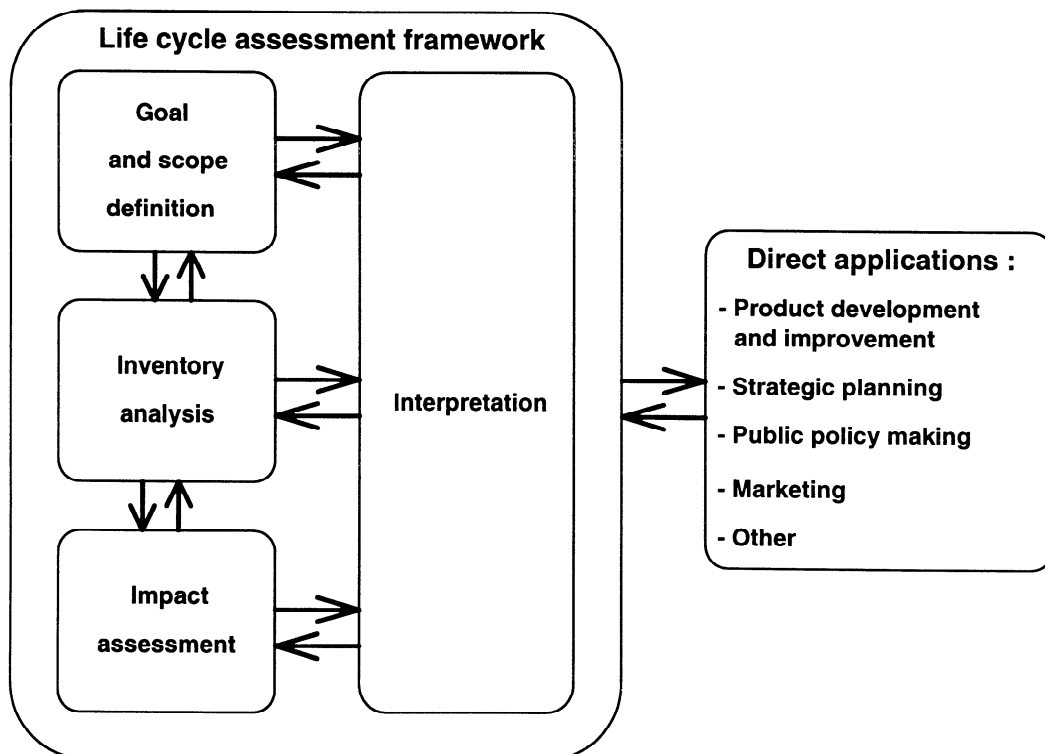 Life cycle assessment framework
Goal
and scope
definition
Inventory
analysis
Impact
assessment
Interpretation
Direct applications :
- Product development
and improvement
- Strategic planning
- Public policy making
- Marketing
- Other